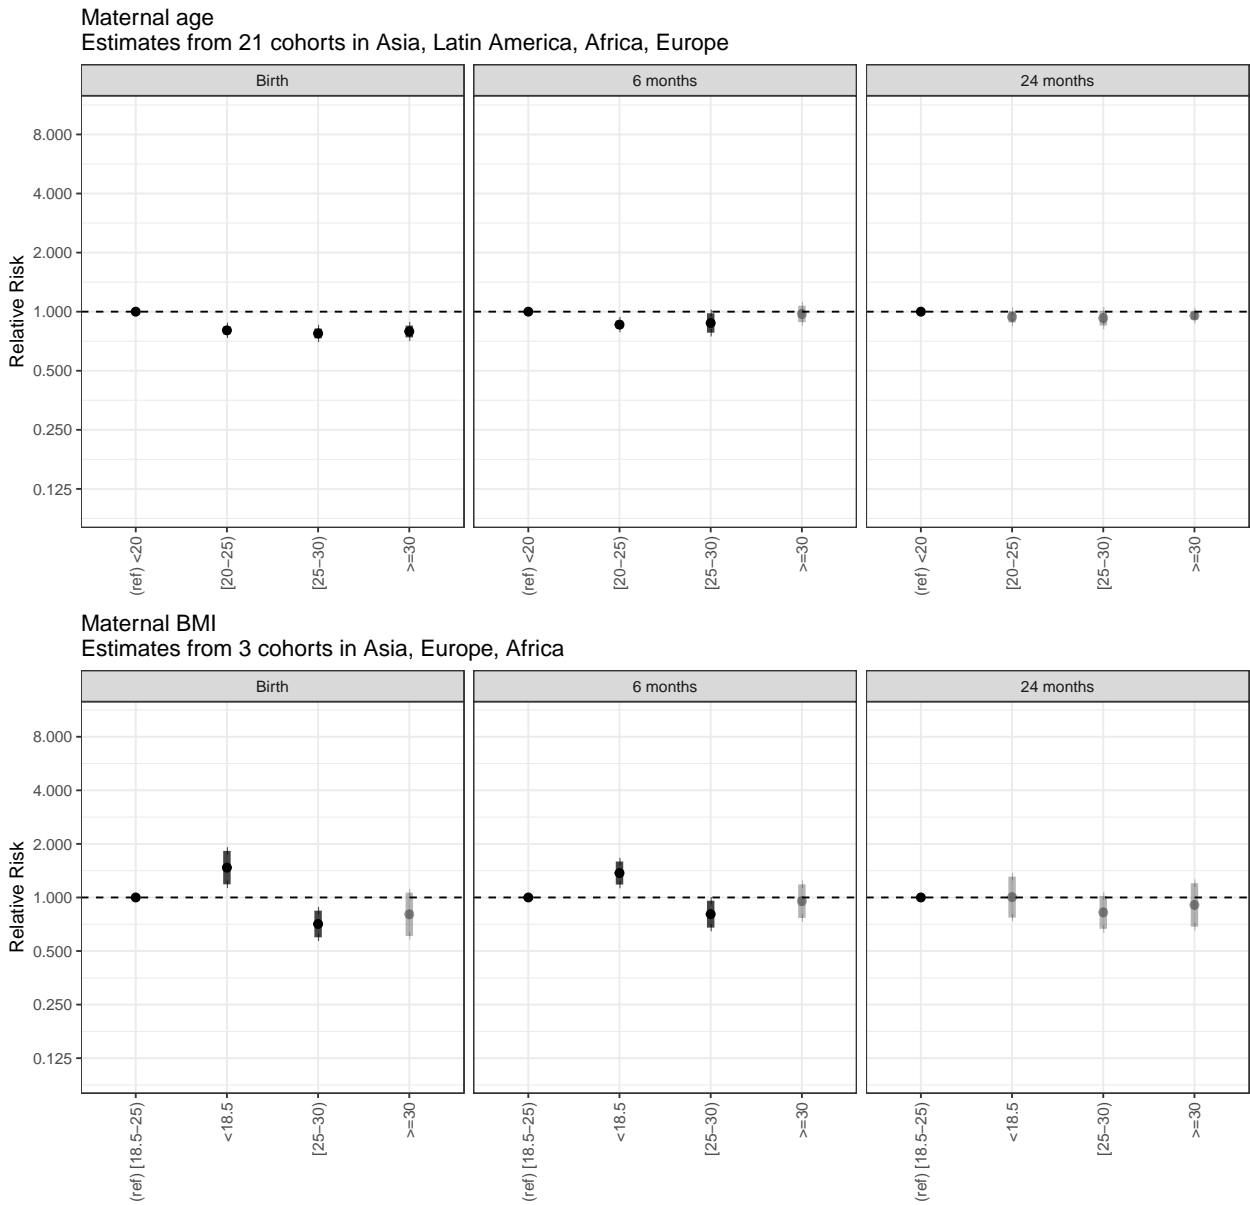 Maternal age
Estimates from 21 cohorts in Asia, Latin America, Africa, Europe
Birth
6 months
24 months
Relative Risk
8.000
4.000
2.000
1.000
0.500
0.250
0.125
(ref) <20
[20−25)
[25−30)
>=30
(ref) <20
[20−25)
[25−30)
>=30
(ref) <20
[20−25)
[25−30)
>=30
Maternal BMI
Estimates from 3 cohorts in Asia, Europe, Africa
Birth
6 months
24 months
Relative Risk
8.000
4.000
2.000
1.000
0.500
0.250
0.125
(ref) [18.5−25)
<18.5
[25−30)
>=30
(ref) [18.5−25)
<18.5
[25−30)
>=30
(ref) [18.5−25)
<18.5
[25−30)
>=30